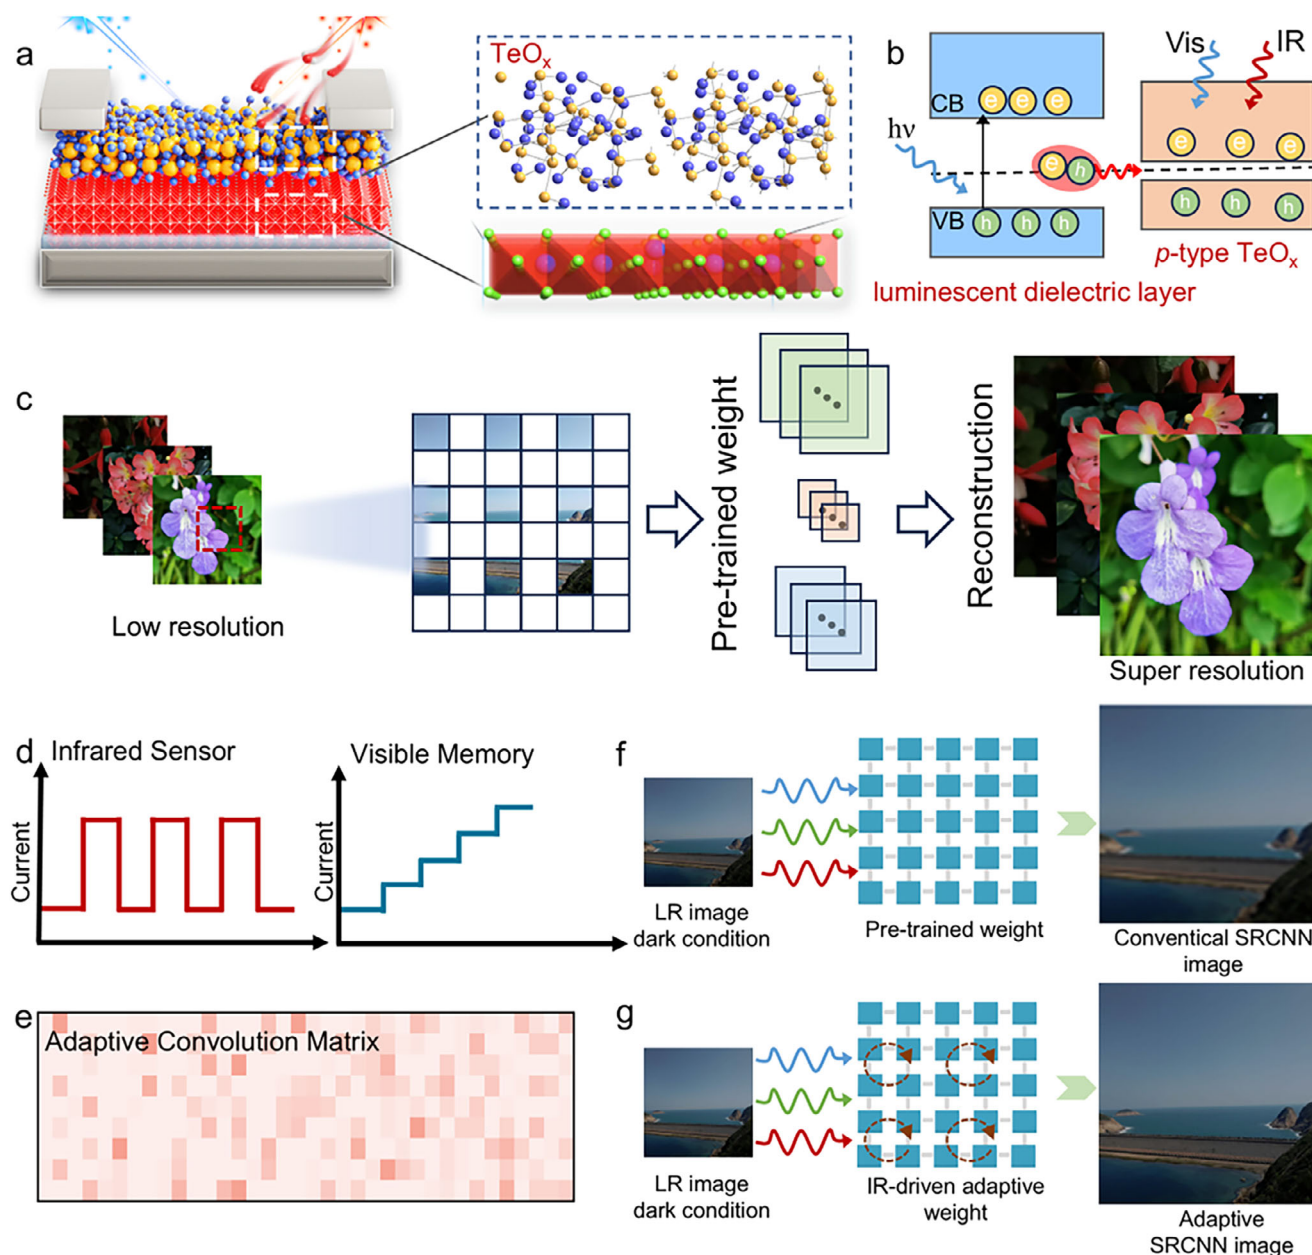 a
TeOx
b
Vis
IR
CB
e e e
hν
e h
e e e
VB
h h h
h h h
p-type TeOx
luminescent dielectric layer
c
Low resolution
Pre-trained weight
Reconstruction
Super resolution
d
Infrared Sensor
Current
Visible Memory
Current
f
LR image
dark condition
Pre-trained weight
Conventical SRCNN
image
e
Adaptive Convolution Matrix
g
LR image
dark condition
IR-driven adaptive
weight
Adaptive
SRCNN image